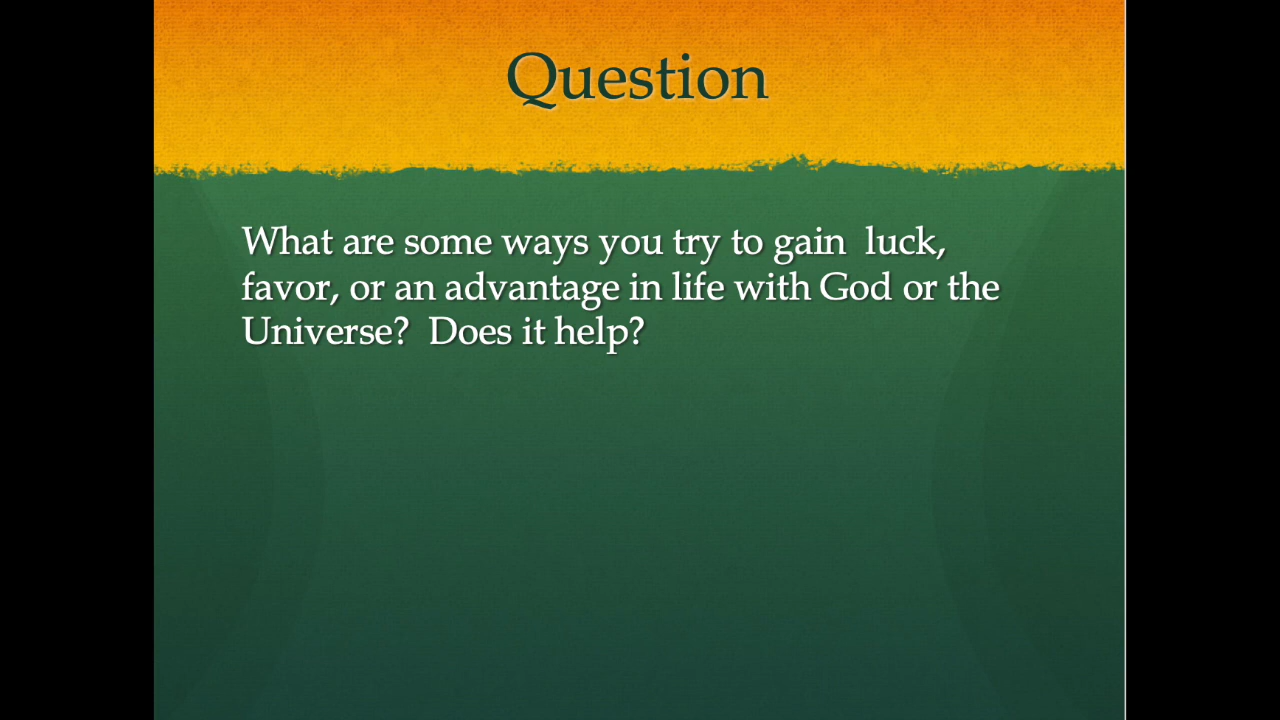 Question
What are some ways you try to gain  luck,
favor, or an advantage in life with God or the
Universe?  Does it help?